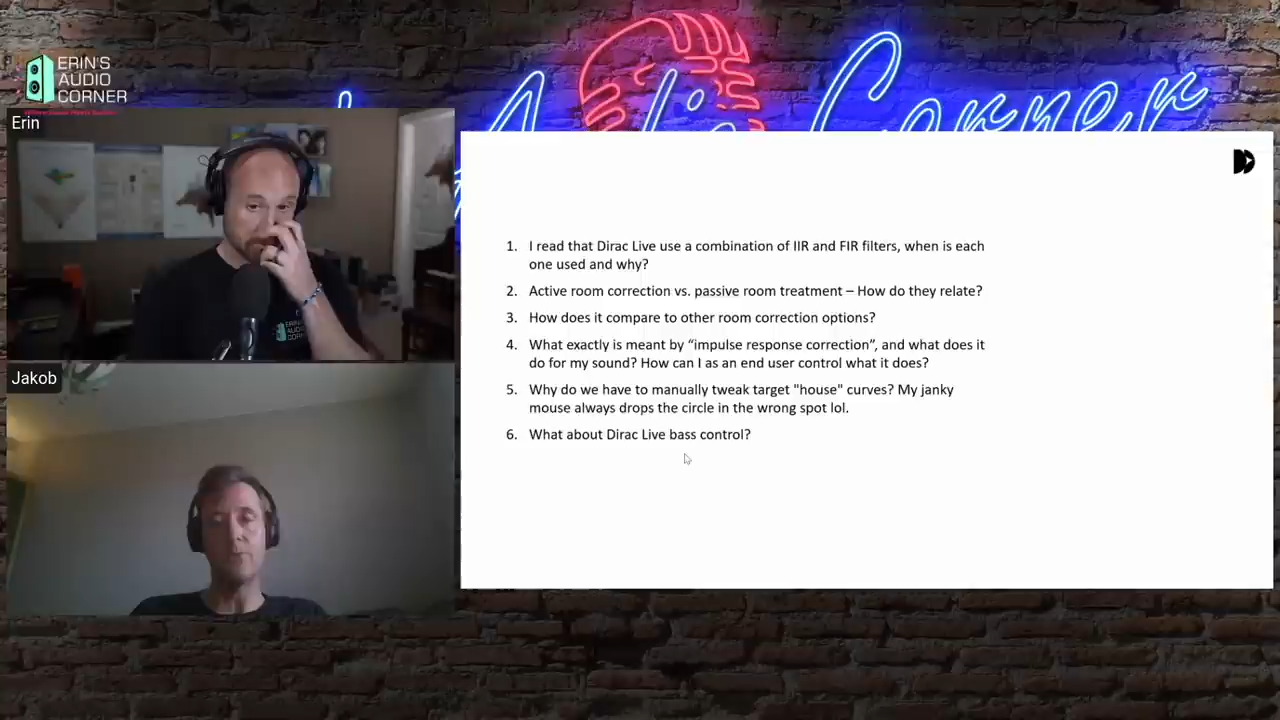 ERIN'S
AUDIO
CORNER
Erin
Corner
ERIN'S
AUDIO
CORNER
Jakob
1. I read that Dirac Live use a combination of IIR and FIR filters, when is each
one used and why?
2. Active room correction vs. passive room treatment – How do they relate?
3. How does it compare to other room correction options?
4. What exactly is meant by “impulse response correction”, and what does it
do for my sound? How can I as an end user control what it does?
5. Why do we have to manually tweak target "house" curves? My janky
mouse always drops the circle in the wrong spot lol.
6. What about Dirac Live bass control?